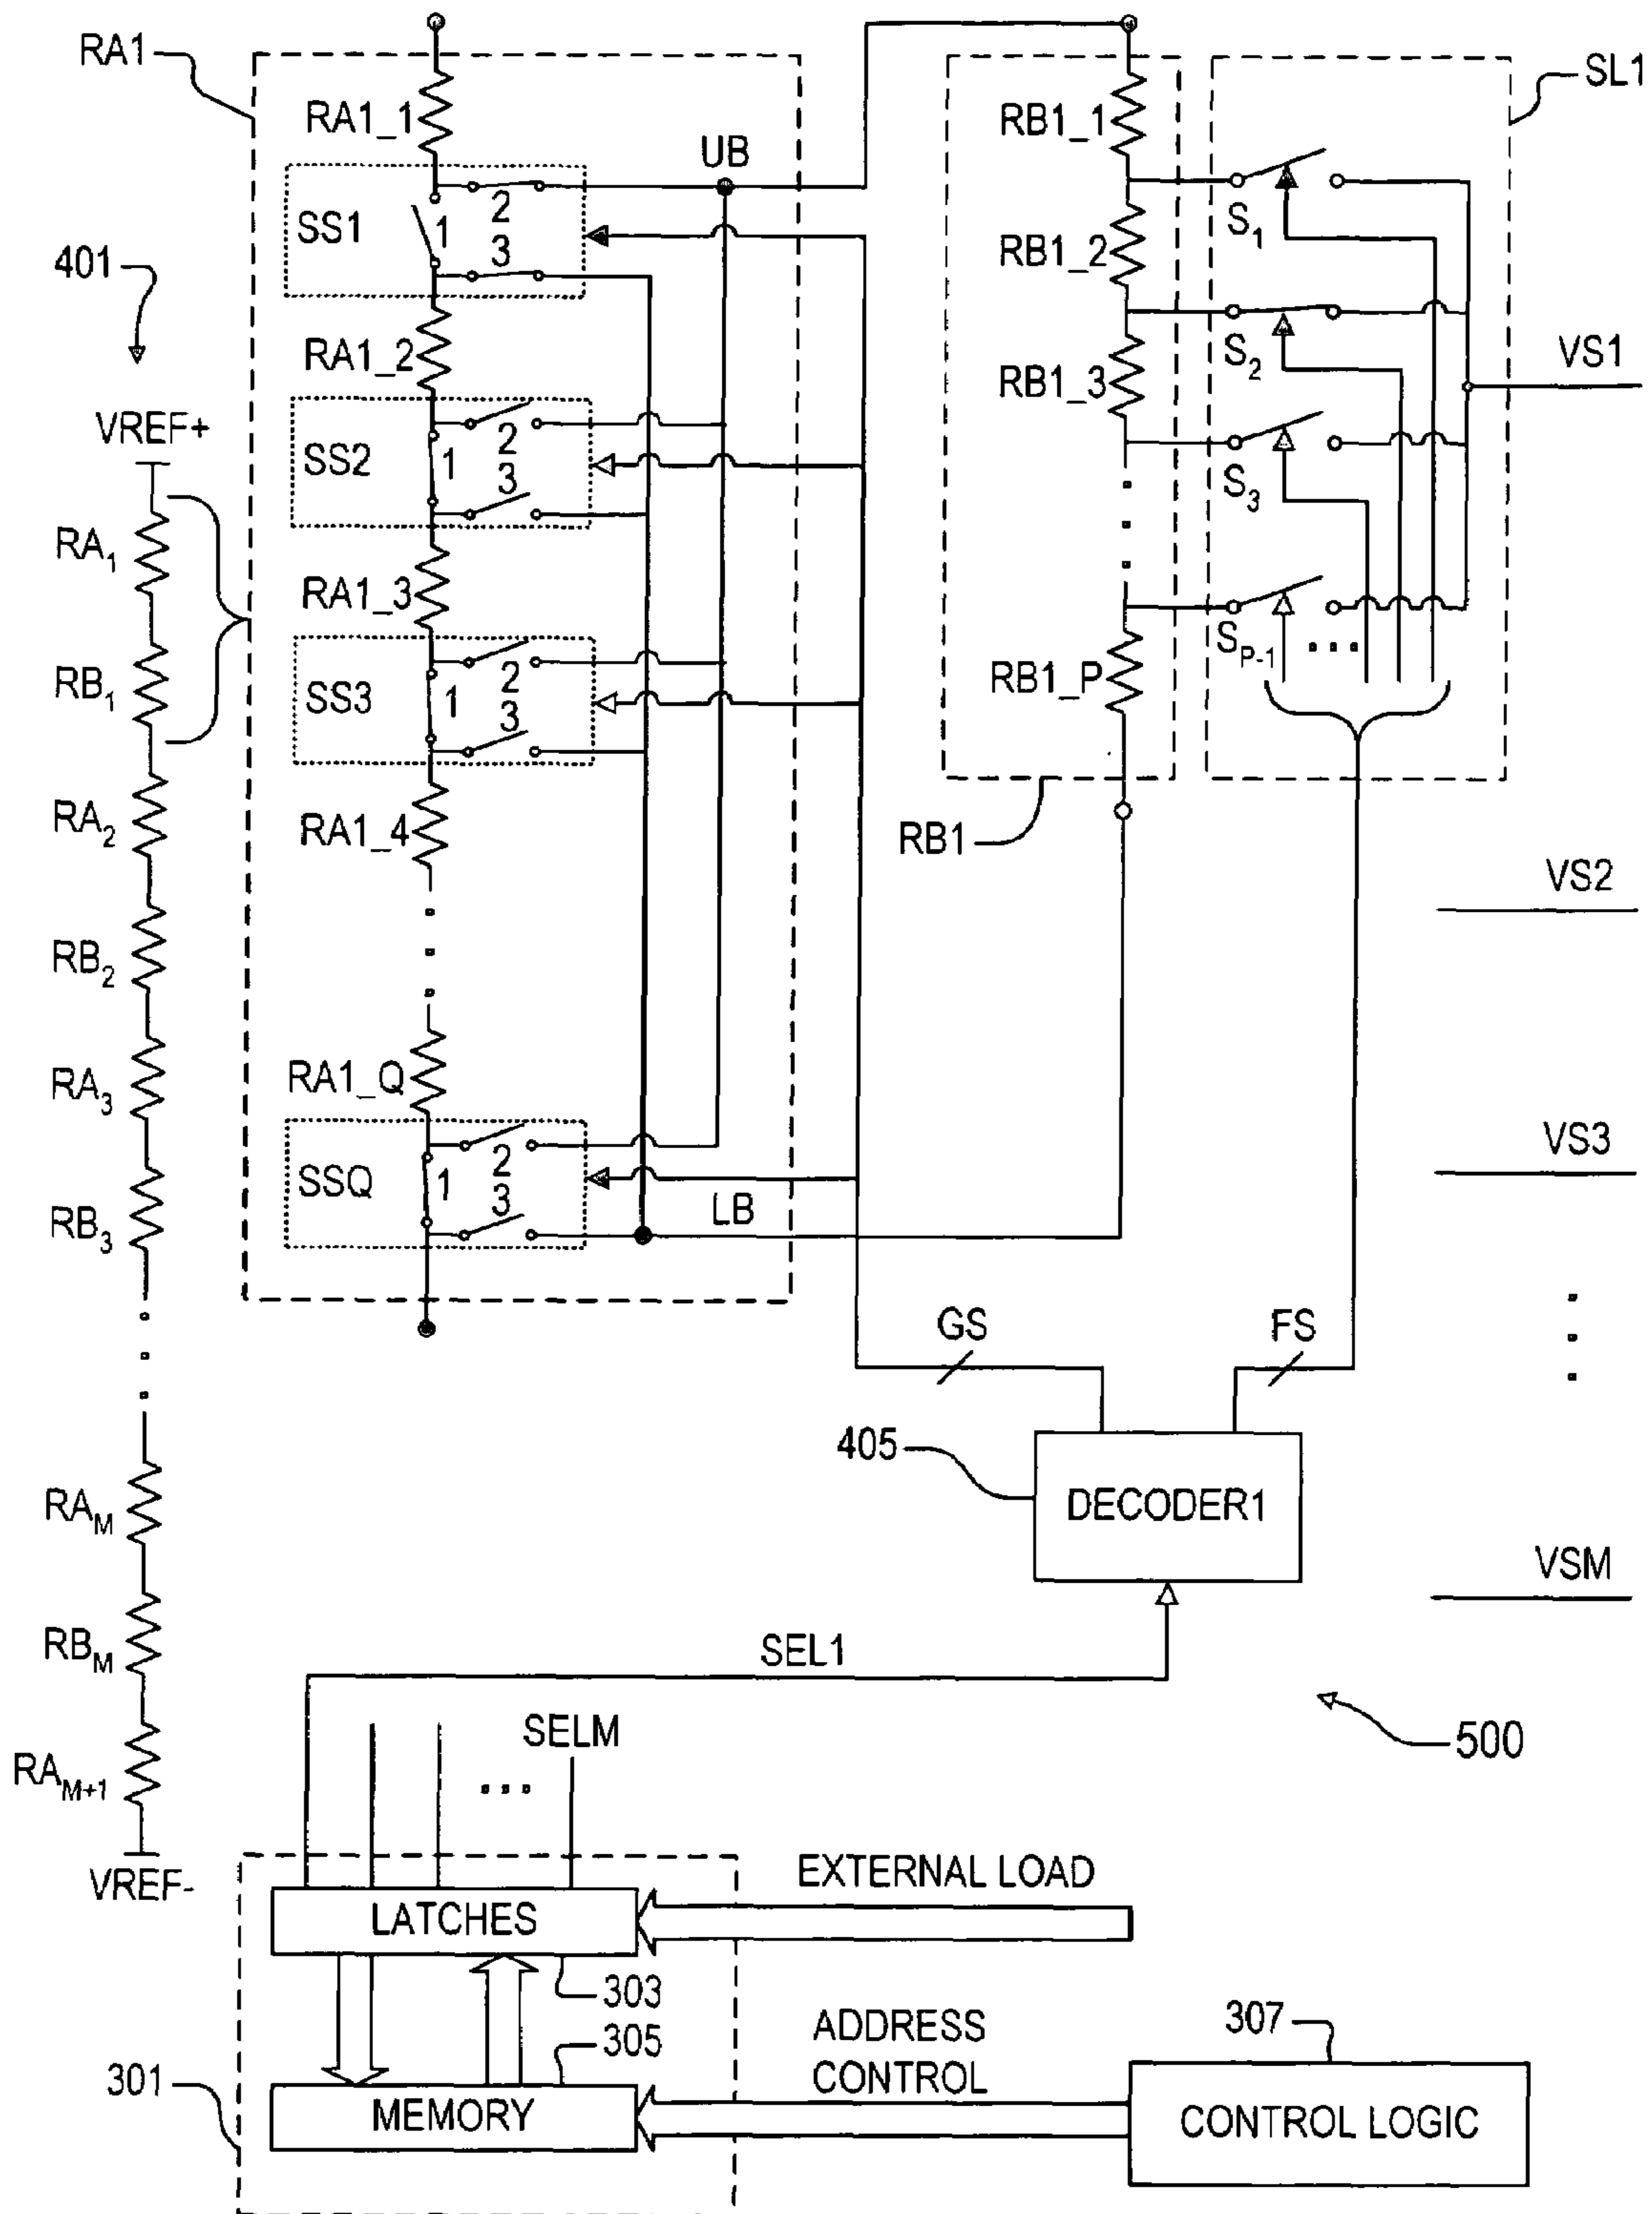 RA1
RA1_1
UB
SS1
1
2
3
401
RA1_2
VREF+
SS2
1
2
3
RA1
RA1_3
RB1
SS3
1
2
3
RA2
RA1_4
RB2
RA3
RA1_Q
SSQ
1
2
3
LB
RB3
RB1_1
SL1
S1
RB1_2
S2
RB1_3
VS1
S3
SP-1
RB1_P
RB1
VS2
VS3
GS
FS
405
DECODER1
RAM
VSM
RBM
SEL1
500
SELM
RAM+1
VREF-
EXTERNAL LOAD
LATCHES
303
305
ADDRESS
CONTROL
307
301
MEMORY
CONTROL LOGIC